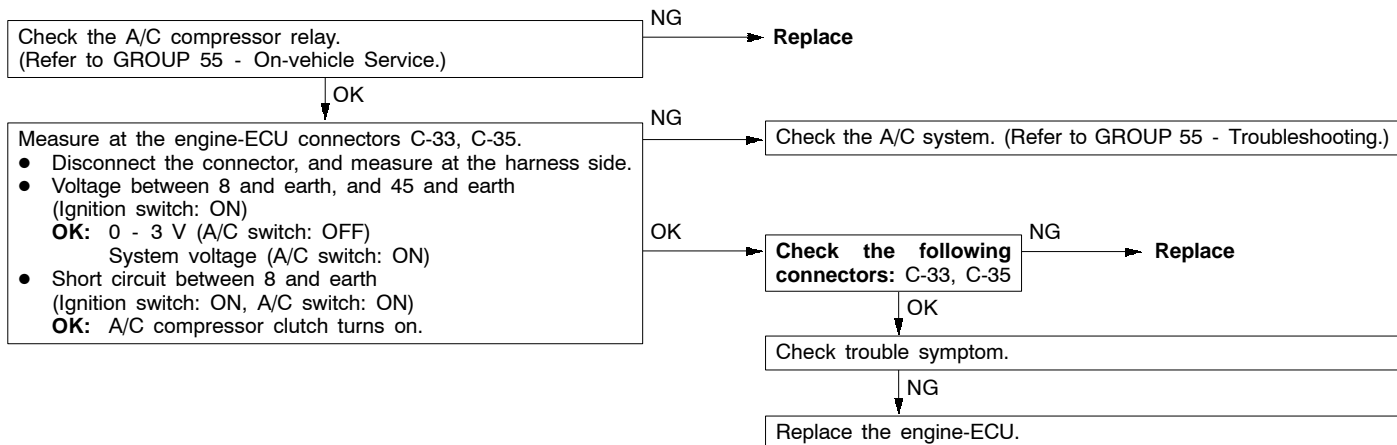 Check the A/C compressor relay.
(Refer to GROUP 55 - On-vehicle Service.)
NG
Replace
OK
Measure at the engine-ECU connectors C-33, C-35.
● Disconnect the connector, and measure at the harness side.
● Voltage between 8 and earth, and 45 and earth
(Ignition switch: ON)
OK: 0 - 3 V (A/C switch: OFF)
System voltage (A/C switch: ON)
● Short circuit between 8 and earth
(Ignition switch: ON, A/C switch: ON)
OK: A/C compressor clutch turns on.
NG
Check the A/C system. (Refer to GROUP 55 - Troubleshooting.)
OK
Check the following
connectors: C-33, C-35
NG
Replace
OK
Check trouble symptom.
NG
Replace the engine-ECU.